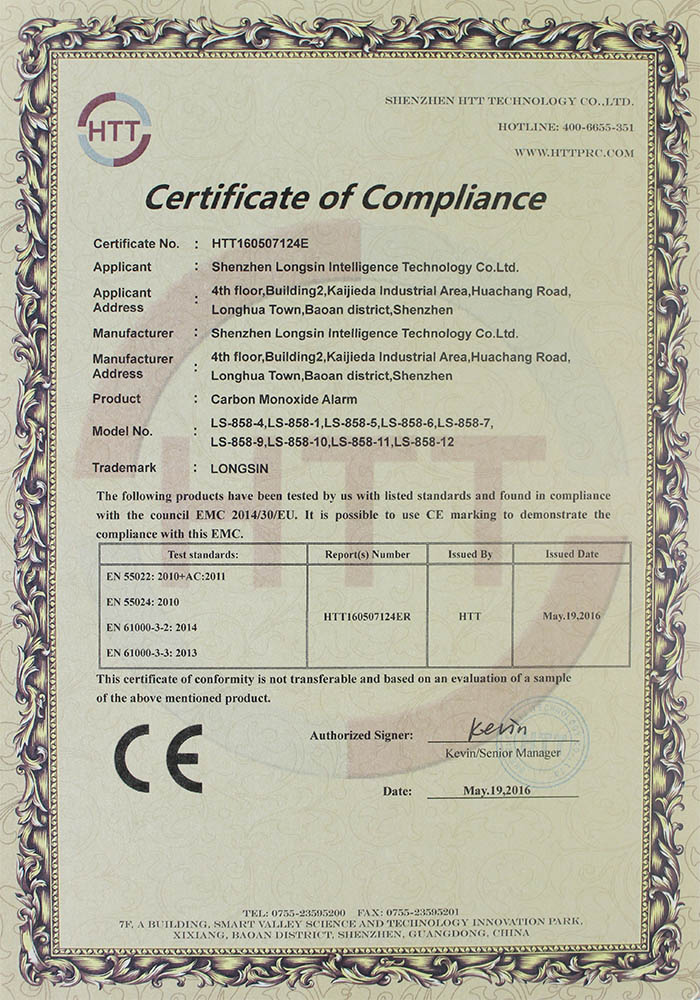 HTT
SHENZHEN HTT TECHNOLOGY CO.,LTD.
HOTLINE: 400-6655-351
WWW.HTTPRC.COM
Certificate of Compliance
Certificate No. : HTT160507124E
Applicant : Shenzhen Longsin Intelligence Technology Co.Ltd.
Applicant Address : 4th floor,Building2,Kaijieda Industrial Area,Huachang Road,
Longhua Town,Baoan district,Shenzhen
Manufacturer : Shenzhen Longsin Intelligence Technology Co.Ltd.
Manufacturer Address : 4th floor,Building2,Kaijieda Industrial Area,Huachang Road,
Longhua Town,Baoan district,Shenzhen
Product : Carbon Monoxide Alarm
Model No. : LS-858-4,LS-858-1,LS-858-5,LS-858-6,LS-858-7,
LS-858-9,LS-858-10,LS-858-11,LS-858-12
Trademark : LONGSIN
HTT
The following products have been tested by us with listed standards and found in compliance
with the council EMC 2014/30/EU. It is possible to use CE marking to demonstrate the
compliance with this EMC.
Test standards: Report(s) Number Issued By Issued Date
EN 55022: 2010+AC:2011
EN 55024: 2010
HTT160507124ER HTT May.19,2016
EN 61000-3-2: 2014
EN 61000-3-3: 2013
This certificate of conformity is not transferable and based on an evaluation of a sample
of the above mentioned product.
CE
Authorized Signer: Kevin
Kevin/Senior Manager
Date: May.19,2016
TEL: 0755-23595200 FAX: 0755-23595201
7F, A BUILDING, SMART VALLEY SCIENCE AND TECHNOLOGY INNOVATION PARK,
XIXIANG, BAOAN DISTRICT, SHENZHEN, GUANGDONG, CHINA